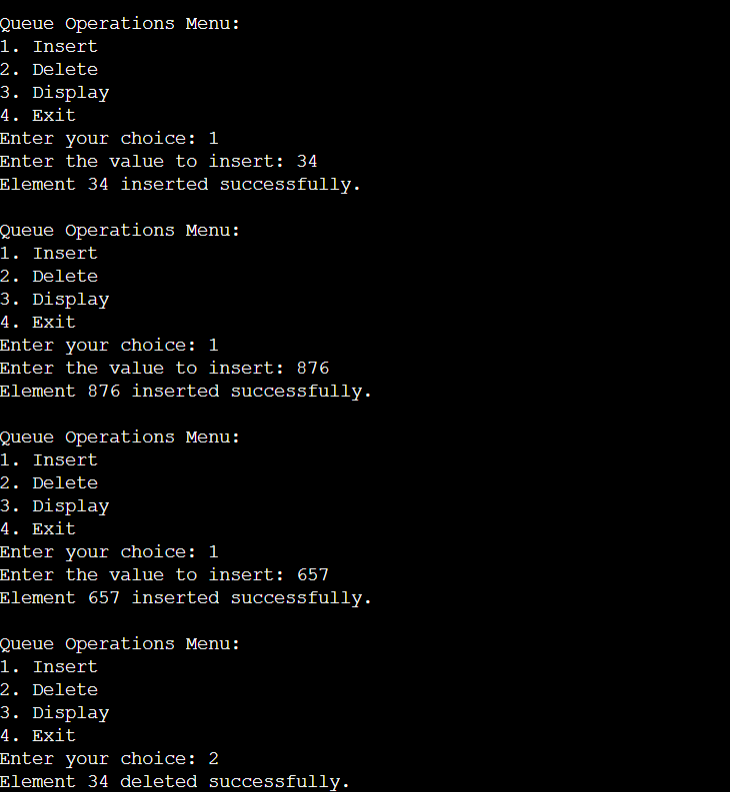 Queue Operations Menu:
1. Insert
2. Delete
3. Display
4. Exit
Enter your choice: 1
Enter the value to insert: 34
Element 34 inserted successfully.
Queue Operations Menu:
1. Insert
2. Delete
3. Display
4. Exit
Enter your choice: 1
Enter the value to insert: 876
Element 876 inserted successfully.
Queue Operations Menu:
1. Insert
2. Delete
3. Display
4. Exit
Enter your choice: 1
Enter the value to insert: 657
Element 657 inserted successfully.
Queue Operations Menu:
1. Insert
2. Delete
3. Display
4. Exit
Enter your choice: 2
Element 34 deleted successfully.